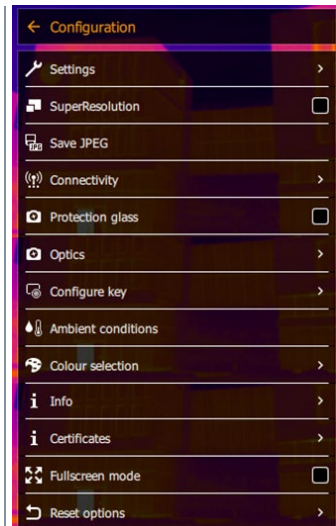 Configuration
Settings
SuperResolution
JPG
Save JPEG
Connectivity
Protection glass
Optics
Configure key
Ambient conditions
Colour selection
Info
Certificates
Fullscreen mode
Reset options